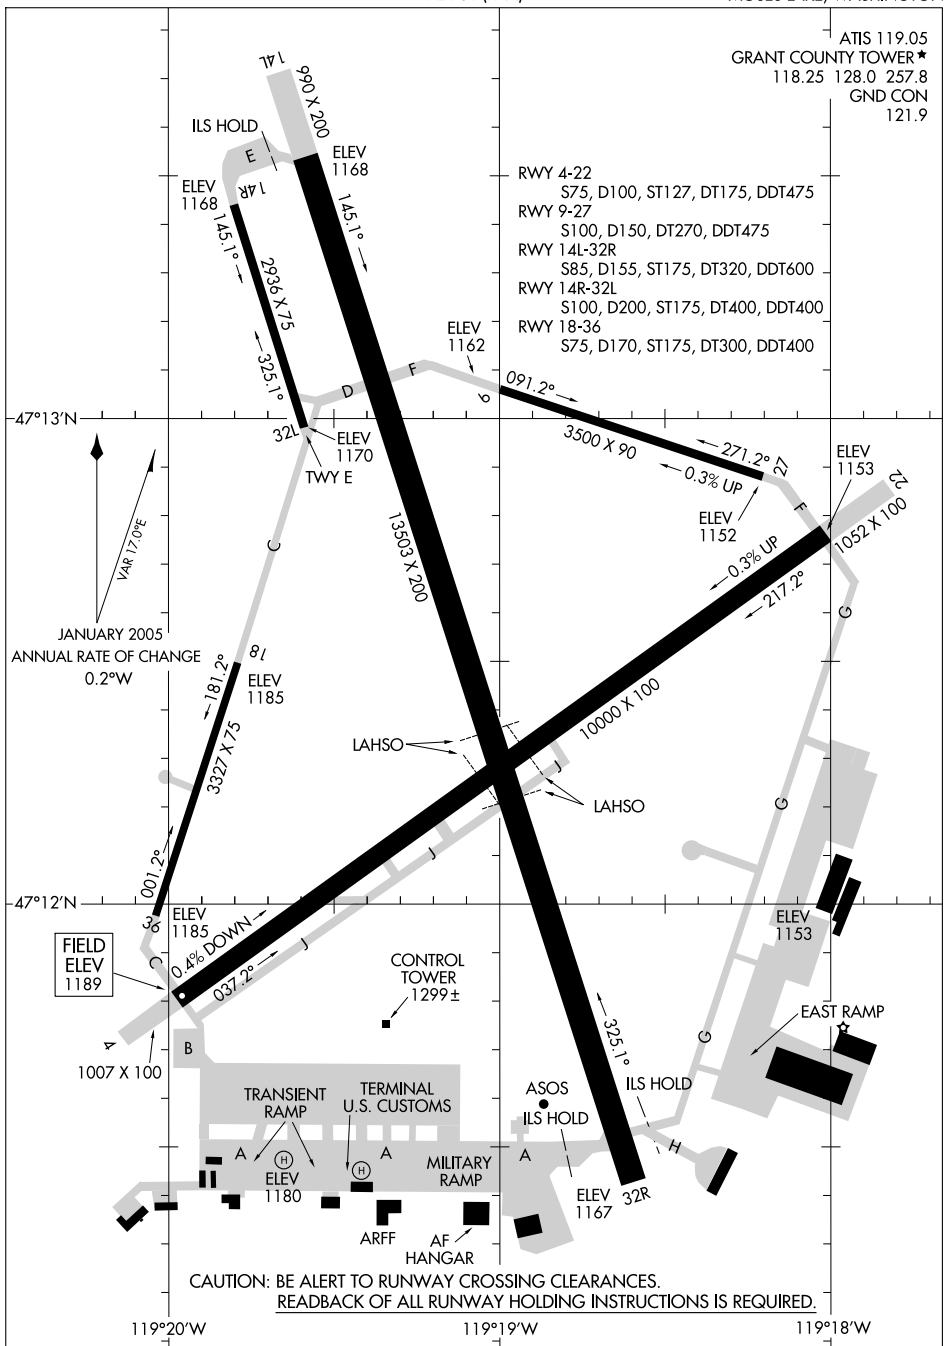 MOSES LAKE, WASHINGTON
ATIS 119.05
GRANT COUNTY TOWER ★
118.25 128.0 257.8
GND CON
121.9
14L
990 X 200
ILS HOLD
E
ELEV
1168
ELEV
1168
14R
145.1°
145.1°
RWY 4-22
S75, D100, ST127, DT175, DDT475
RWY 9-27
S100, D150, DT270, DDT475
RWY 14L-32R
S85, D155, ST175, DT320, DDT600
RWY 14R-32L
S100, D200, ST175, DT400, DDT400
RWY 18-36
S75, D170, ST175, DT300, DDT400
2936 X 75
325.1°
ELEV
1162
D
F
9
091.2°
47°13'N
32L
ELEV
1170
TWY E
3500 X 90
271.2°
27
0.3% UP
ELEV
1153
22
ELEV
1152
F
1052 X 100
VAR 17.0°E
C
13503 X 200
0.3% UP
217.2°
JANUARY 2005
ANNUAL RATE OF CHANGE
0.2°W
G
18
ELEV
1185
181.2°
3327 X 75
10000 X 100
LAHSO
J
LAHSO
G
J
001.2°
47°12'N
36
ELEV
1185
0.4% DOWN
J
037.2°
ELEV
1153
FIELD
ELEV
1189
C
CONTROL
TOWER
1299±
EAST RAMP
4
1007 X 100
B
325.1°
G
TRANSIENT
RAMP
TERMINAL
U.S. CUSTOMS
ASOS
ILS HOLD
ILS HOLD
A
H
ELEV
1180
H
A
MILITARY
RAMP
A
H
ELEV
1167
32R
ARFF
AF
HANGAR
CAUTION: BE ALERT TO RUNWAY CROSSING CLEARANCES.
READBACK OF ALL RUNWAY HOLDING INSTRUCTIONS IS REQUIRED.
119°20'W
119°19'W
119°18'W